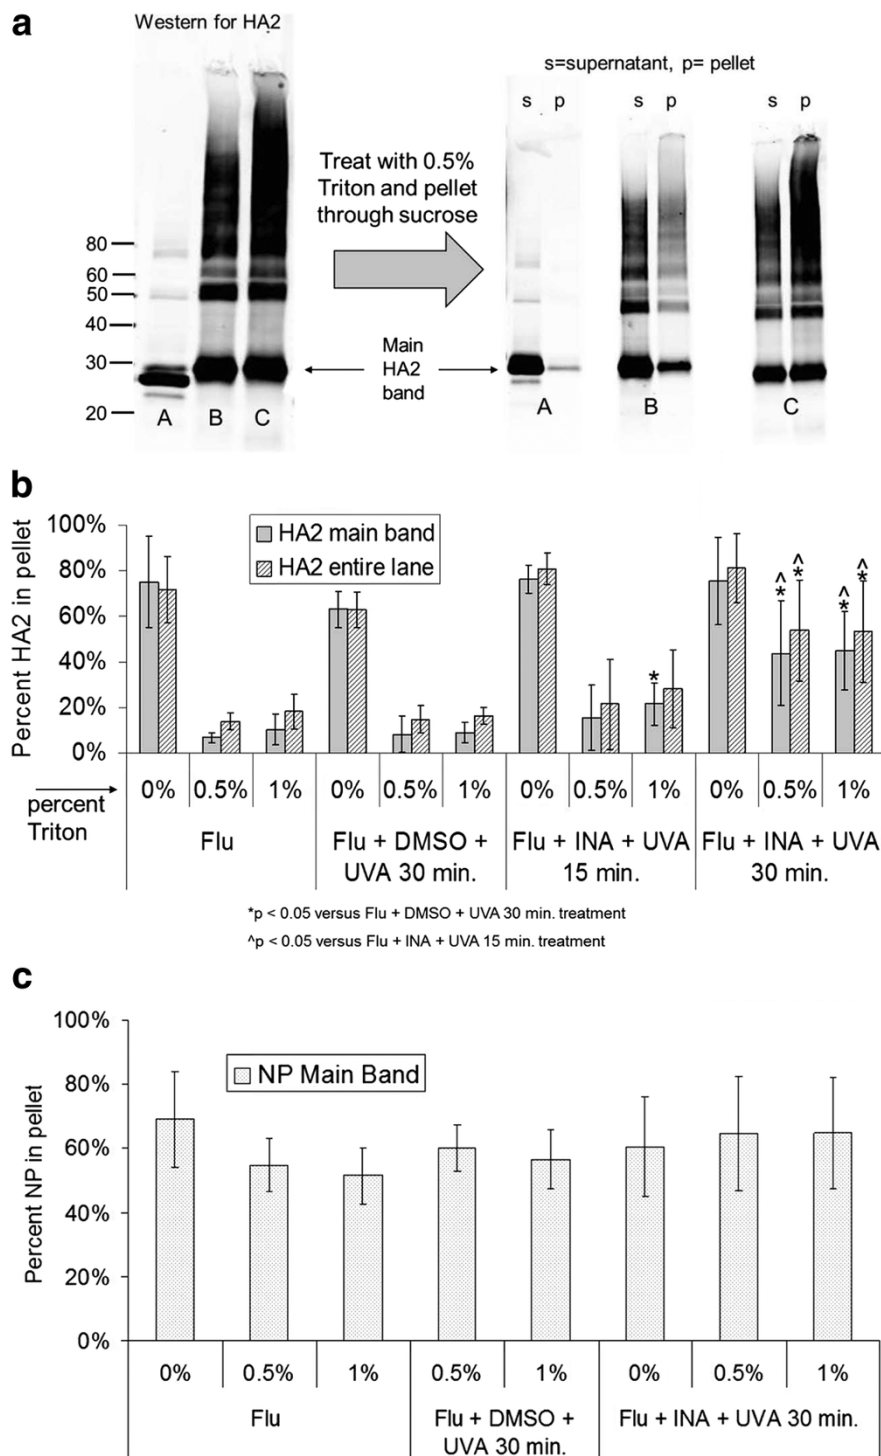 a
Western for HA2
s=supernatant, p= pellet
s p s p s p
Treat with 0.5%
Triton and pellet
through sucrose
80
60
50
40
30
20
Main
HA2
band
A B C
A B C
b
Percent HA2 in pellet
100%
80%
60%
40%
20%
0%
HA2 main band
HA2 entire lane
* ^ * ^ * ^ * ^ *
percent
Triton
0% 0.5% 1% 0% 0.5% 1% 0% 0.5% 1% 0% 0.5% 1%
Flu
Flu + DMSO +
UVA 30 min.
Flu + INA + UVA
15 min.
Flu + INA + UVA
30 min.
*p < 0.05 versus Flu + DMSO + UVA 30 min. treatment
^p < 0.05 versus Flu + INA + UVA 15 min. treatment
c
Percent NP in pellet
100%
80%
60%
40%
20%
0%
NP Main Band
0% 0.5% 1% 0.5% 1% 0% 0.5% 1%
Flu
Flu + DMSO +
UVA 30 min.
Flu + INA + UVA 30 min.